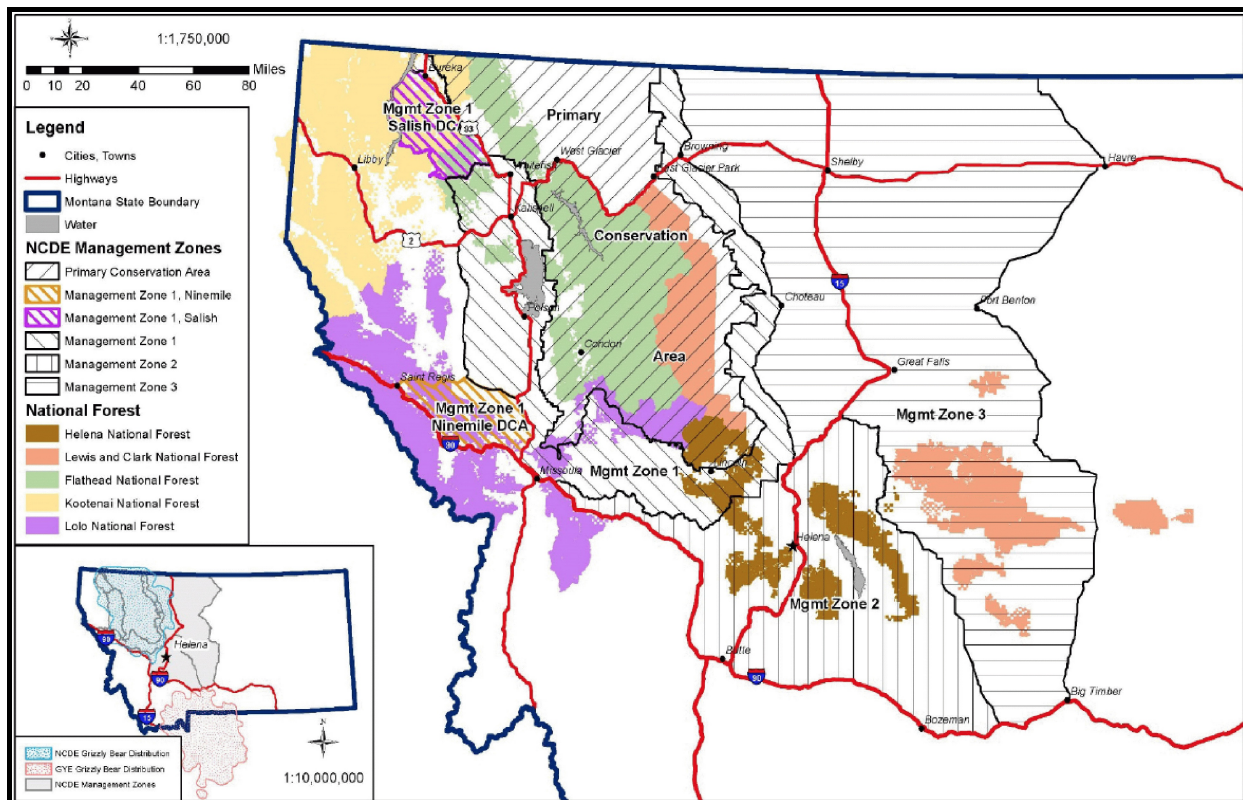 1:1,750,000
Miles
0 10 20 40 60 80
Legend
Cities, Towns
Highways
Montana State Boundary
Water
NCDE Management Zones
Primary Conservation Area
Management Zone 1, Ninemile
Management Zone 1, Salish
Management Zone 1
Management Zone 2
Management Zone 3
National Forest
Helena National Forest
Lewis and Clark National Forest
Flathead National Forest
Kootenai National Forest
Lolo National Forest
Eureka
Mgmt Zone 1
Salish DCA
93
Primary
Libby
West Glacier
Browning
East Glacier Park
Shelby
Havre
Kalispell
2
Conservation
15
Choteau
Fort Benton
Polson
Condon
Area
Great Falls
Saint Regis
Mgmt Zone 1
Ninemile DCA
90
Mgmt Zone 3
Missoula
Mgmt Zone 1
Helena
Mgmt Zone 2
Butte
90
Big Timber
Bozeman
90
Helena
90
15
N
NCDE Grizzly Bear Distribution
GYE Grizzly Bear Distribution
NCDE Management Zones
1:10,000,000